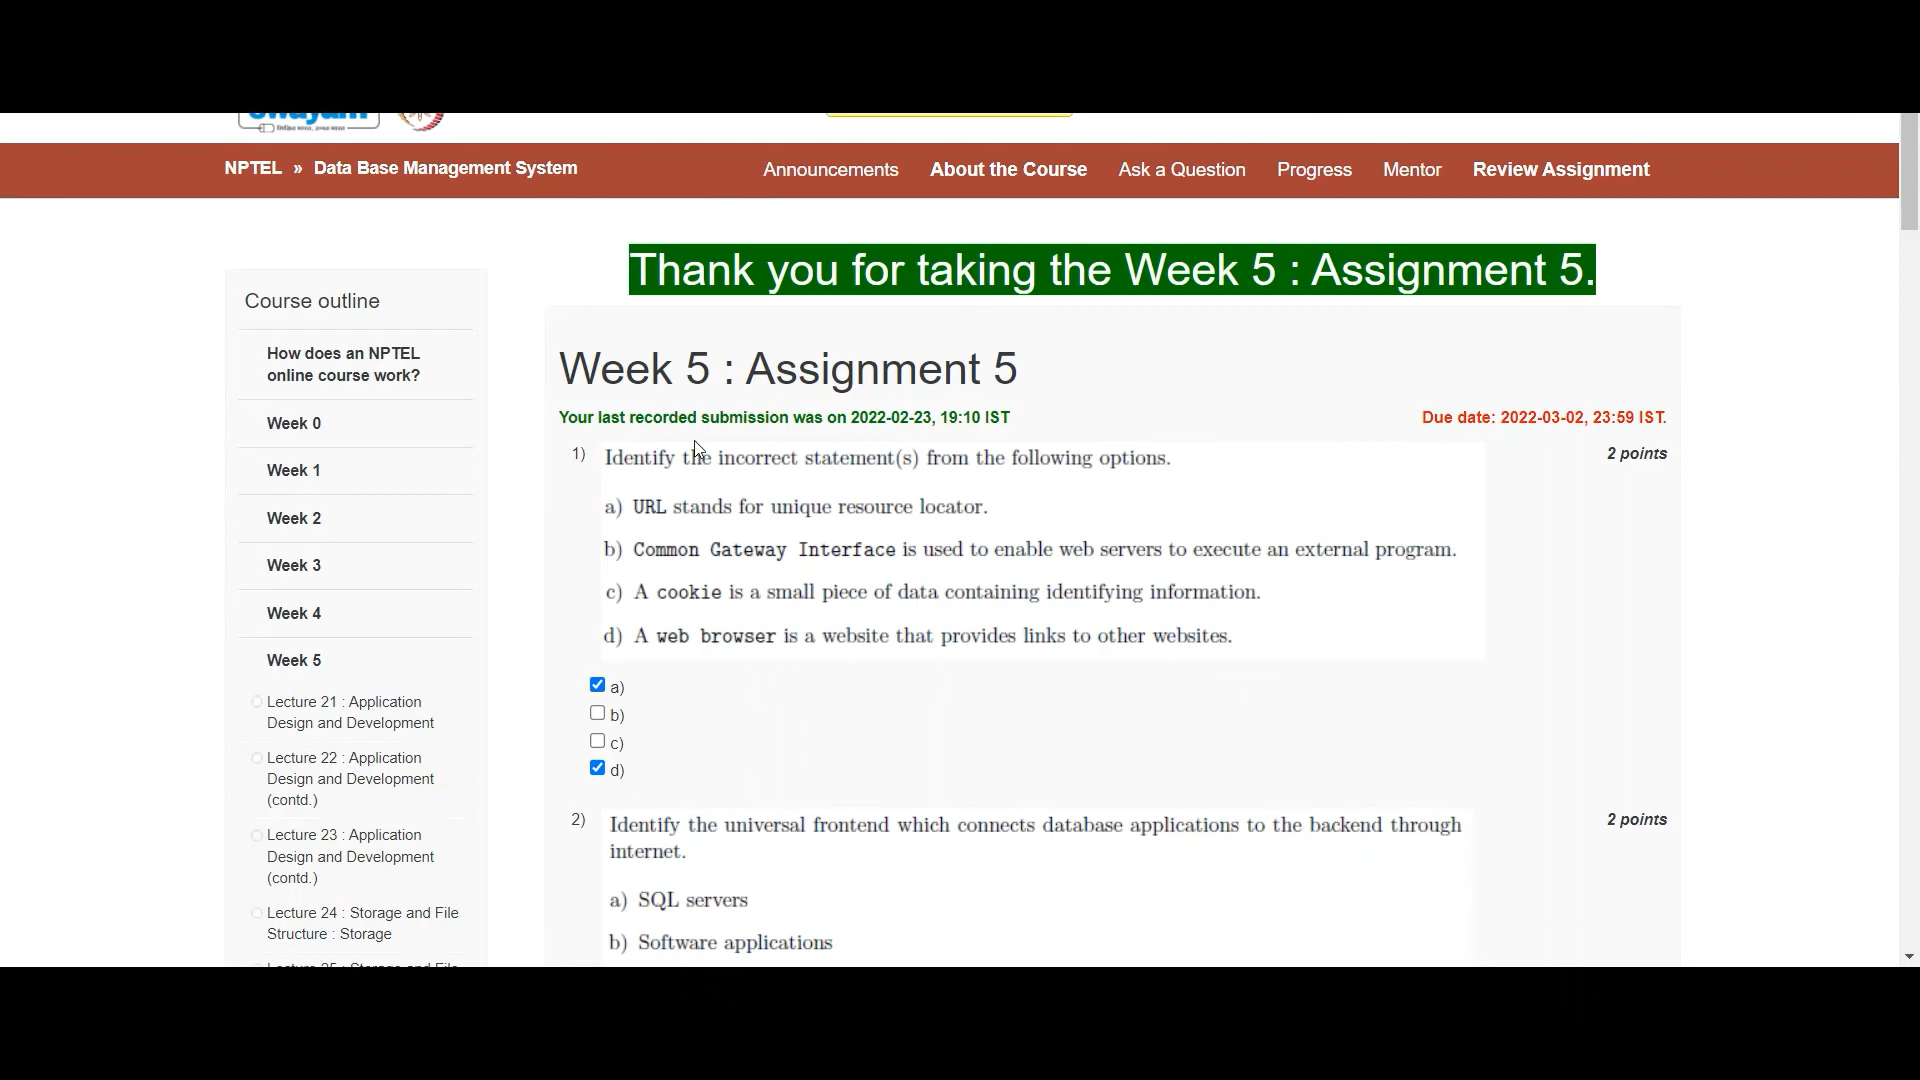 NPTEL » Data Base Management System
Announcements About the Course Ask a Question Progress Mentor Review Assignment
Thank you for taking the Week 5 : Assignment 5.
Course outline
How does an NPTEL
online course work?
Week 0
Week 1
Week 2
Week 3
Week 4
Week 5
Lecture 21 : Application
Design and Development
Lecture 22 : Application
Design and Development
(contd.)
Lecture 23 : Application
Design and Development
(contd.)
Lecture 24 : Storage and File
Structure : Storage
Week 5 : Assignment 5
Your last recorded submission was on 2022-02-23, 19:10 IST
Due date: 2022-03-02, 23:59 IST.
1) Identify the incorrect statement(s) from the following options. 2 points
a) URL stands for unique resource locator.
b) Common Gateway Interface is used to enable web servers to execute an external program.
c) A cookie is a small piece of data containing identifying information.
d) A web browser is a website that provides links to other websites.
a)
b)
c)
d)
2) Identify the universal frontend which connects database applications to the backend through 2 points
internet.
a) SQL servers
b) Software applications